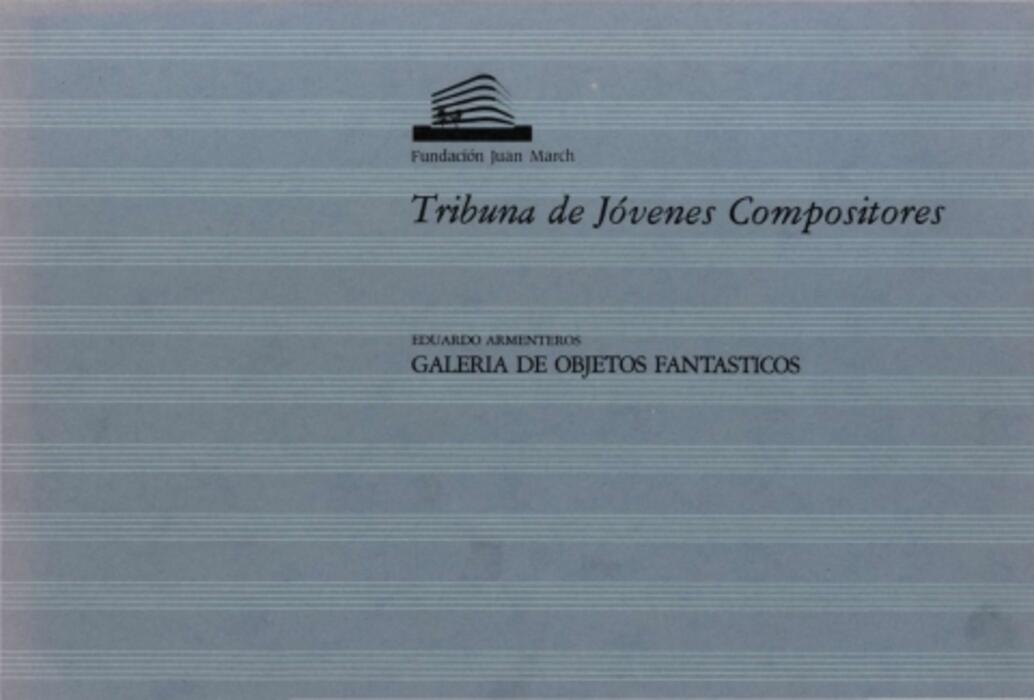 Fundación Juan March
Tribuna de Jóvenes Compositores
EDUARDO ARMENTEROS
GALERIA DE OBJETOS FANTASTICOS